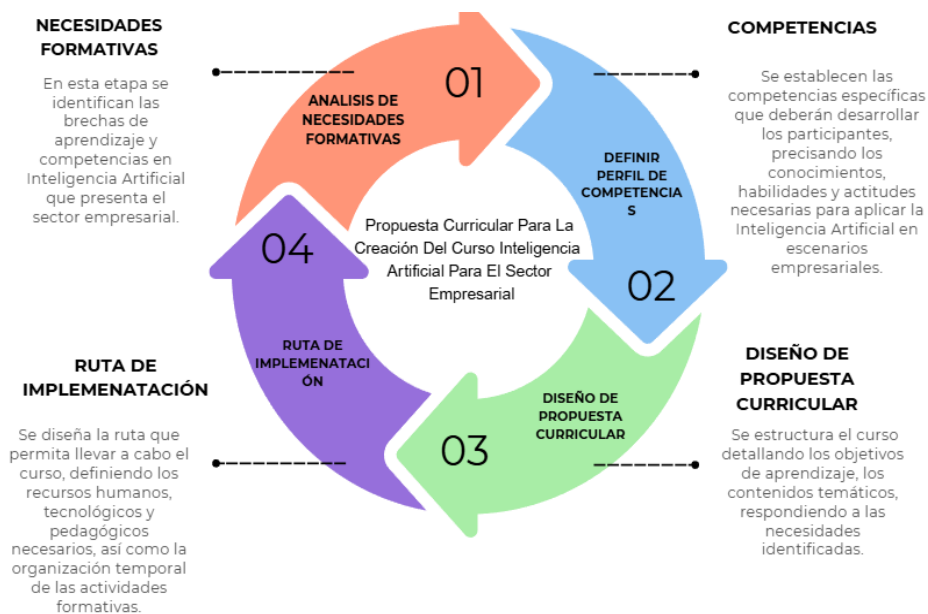 NECESIDADES
FORMATIVAS
En esta etapa se
identifican las
brechas de
aprendizaje y
competencias en
Inteligencia Artificial
que presenta el
sector empresarial.
01
ANALISIS DE
NECESIDADES
FORMATIVAS
COMPETENCIAS
Se establecen las
competencias específicas
que deberán desarrollar
los participantes,
precisando los
conocimientos,
habilidades y actitudes
necesarias para aplicar la
Inteligencia Artificial en
escenarios
empresariales.
DEFINIR
PERFIL DE
COMPETENCIA
S
02
Propuesta Curricular Para La
Creación Del Curso Inteligencia
Artificial Para El Sector
Empresarial
04
RUTA DE
IMPLEMENATACI
ÓN
03
DISEÑO DE
PROPUESTA
CURRICULAR
RUTA DE
IMPLEMENATACIÓN
Se diseña la ruta que
permita llevar a cabo el
curso, definiendo los
recursos humanos,
tecnológicos y
pedagógicos
necesarios, así como la
organización temporal
de las actividades
formativas.
DISEÑO DE
PROPUESTA
CURRICULAR
Se estructura el curso
detallando los objetivos
de aprendizaje, los
contenidos temáticos,
respondiendo a las
necesidades
identificadas.